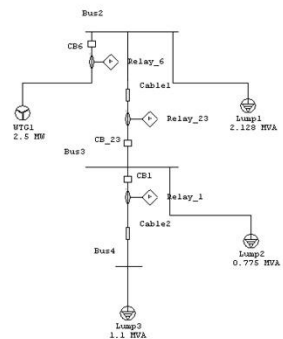 Bus2
CB6
Relay_6
Cable1
WTG1
2.5 MW
Relay_23
Lump1
2.128 MVA
CB_23
Bus3
CB1
Relay_1
Cable2
Bus4
Lump2
0.775 MVA
Lump3
1.1 MVA